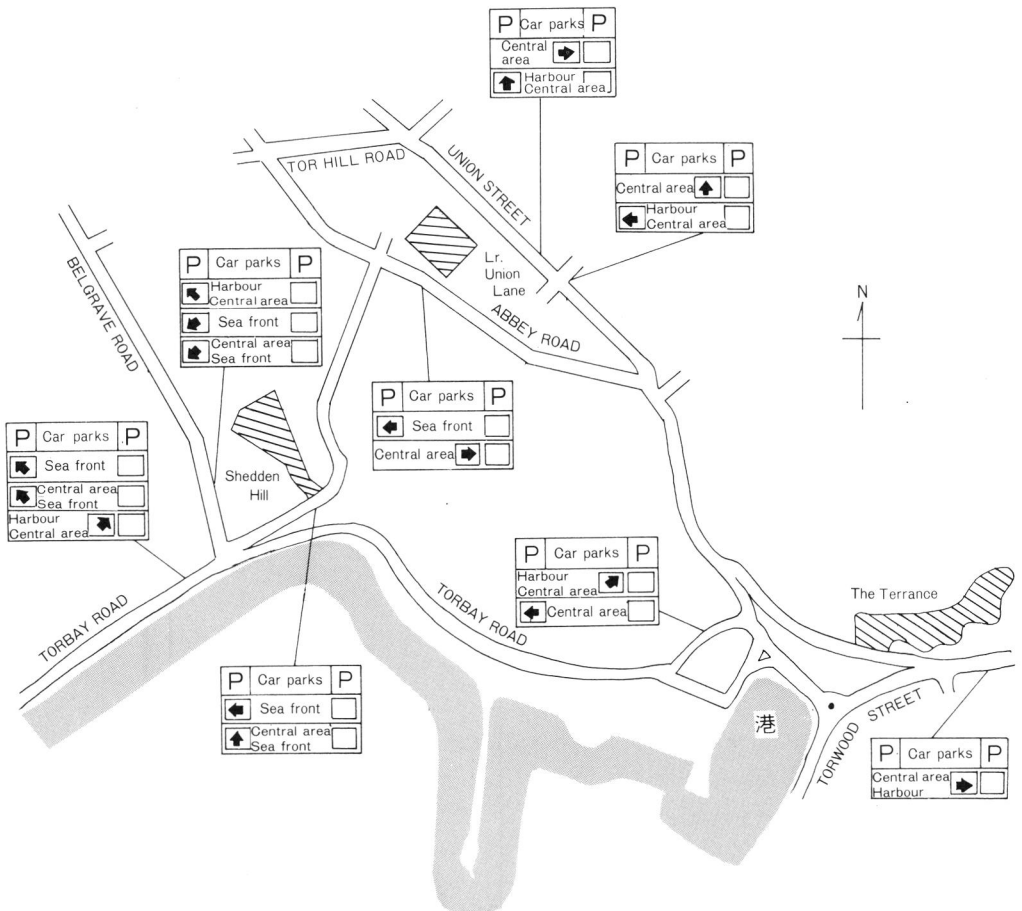 P Car parks P
Central
area
Harbour
Central area
TOR HILL ROAD
UNION STREET
P Car parks P
Central area
Harbour
Central area
BELGRAVE ROAD
P Car parks P
Harbour
Central area
Sea front
Central area
Sea front
Lr.
Union
Lane
ABBEY ROAD
N
P Car parks P
Sea front
Central area
P Car parks P
Sea front
Central area
Sea front
Harbour
Central area
Shedden
Hill
P Car parks P
Harbour
Central area
Central area
The Terrance
TORBAY ROAD
TORBAY ROAD
P Car parks P
Sea front
Central area
Sea front
港
TORWOOD STREET
P Car parks P
Central area
Harbour